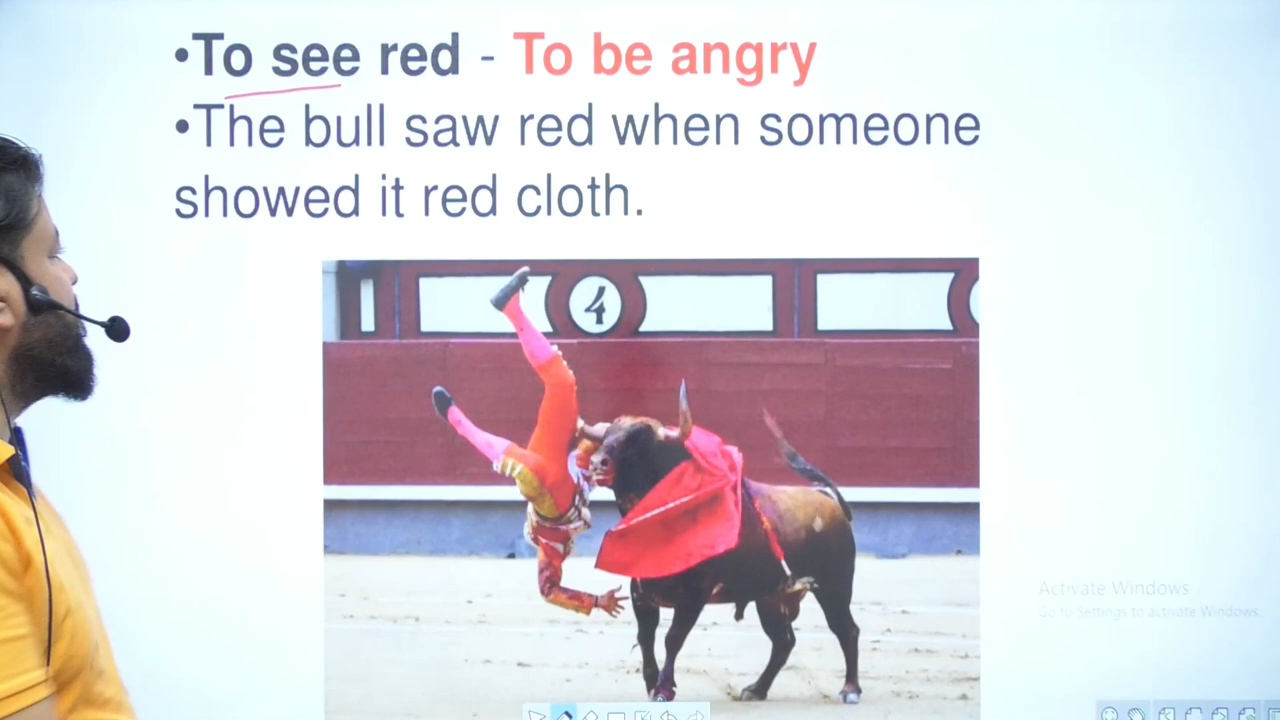 •To see red - To be angry
•The bull saw red when someone
showed it red cloth.
4
Activate Windows
Go to Settings to activate Windows.